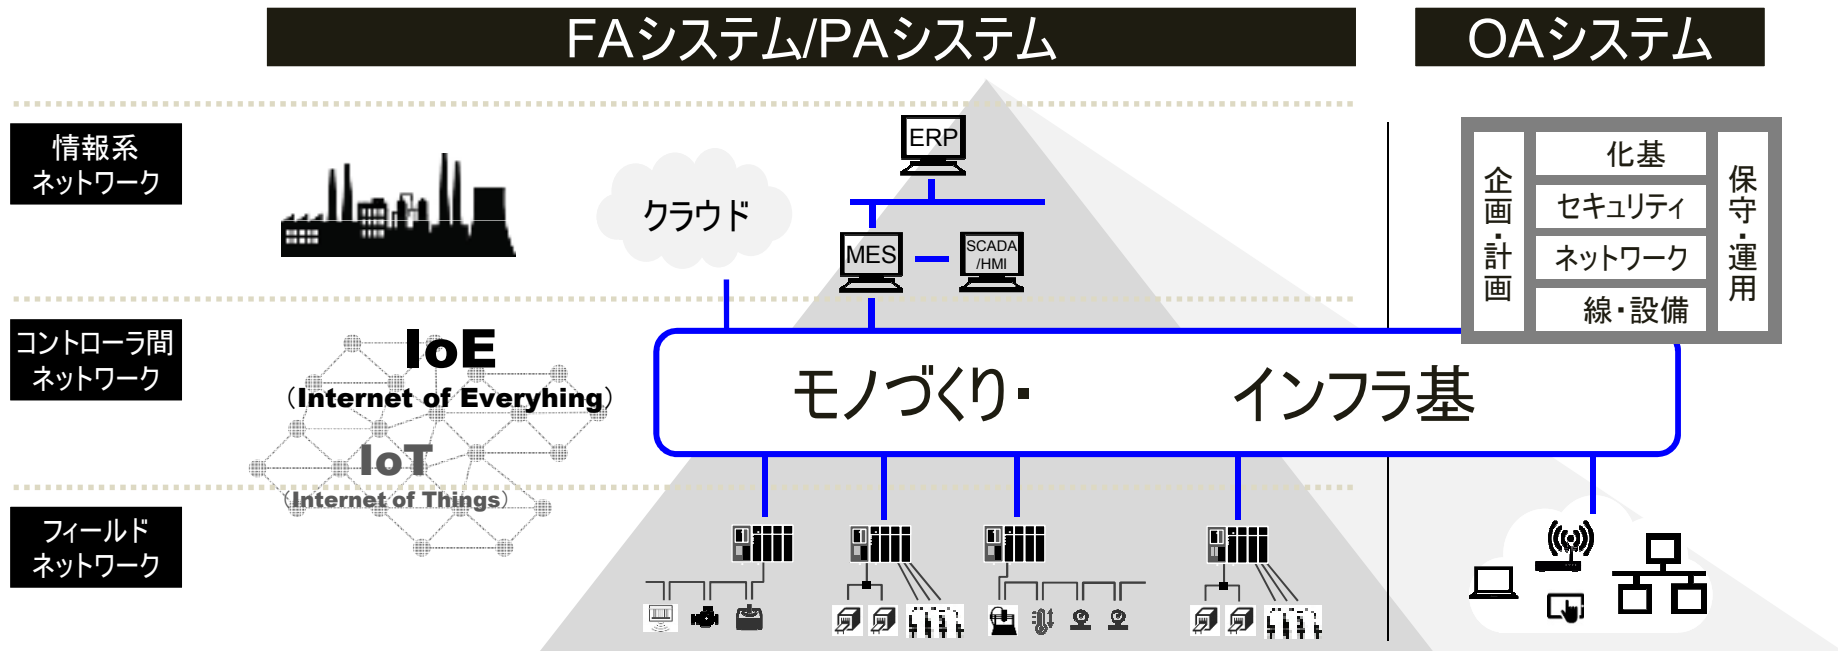 FAシステム/PAシステム
OAシステム
情報系
ネットワーク
クラウド
ERP
MES
SCADA
/HMI
企画・計画
化基
セキュリティ
ネットワーク
線・設備
保守・運用
コントローラ間
ネットワーク
IoE
(Internet of Everyhing)
IoT
(Internet of Things)
モノづくり・ インフラ基
フィールド
ネットワーク